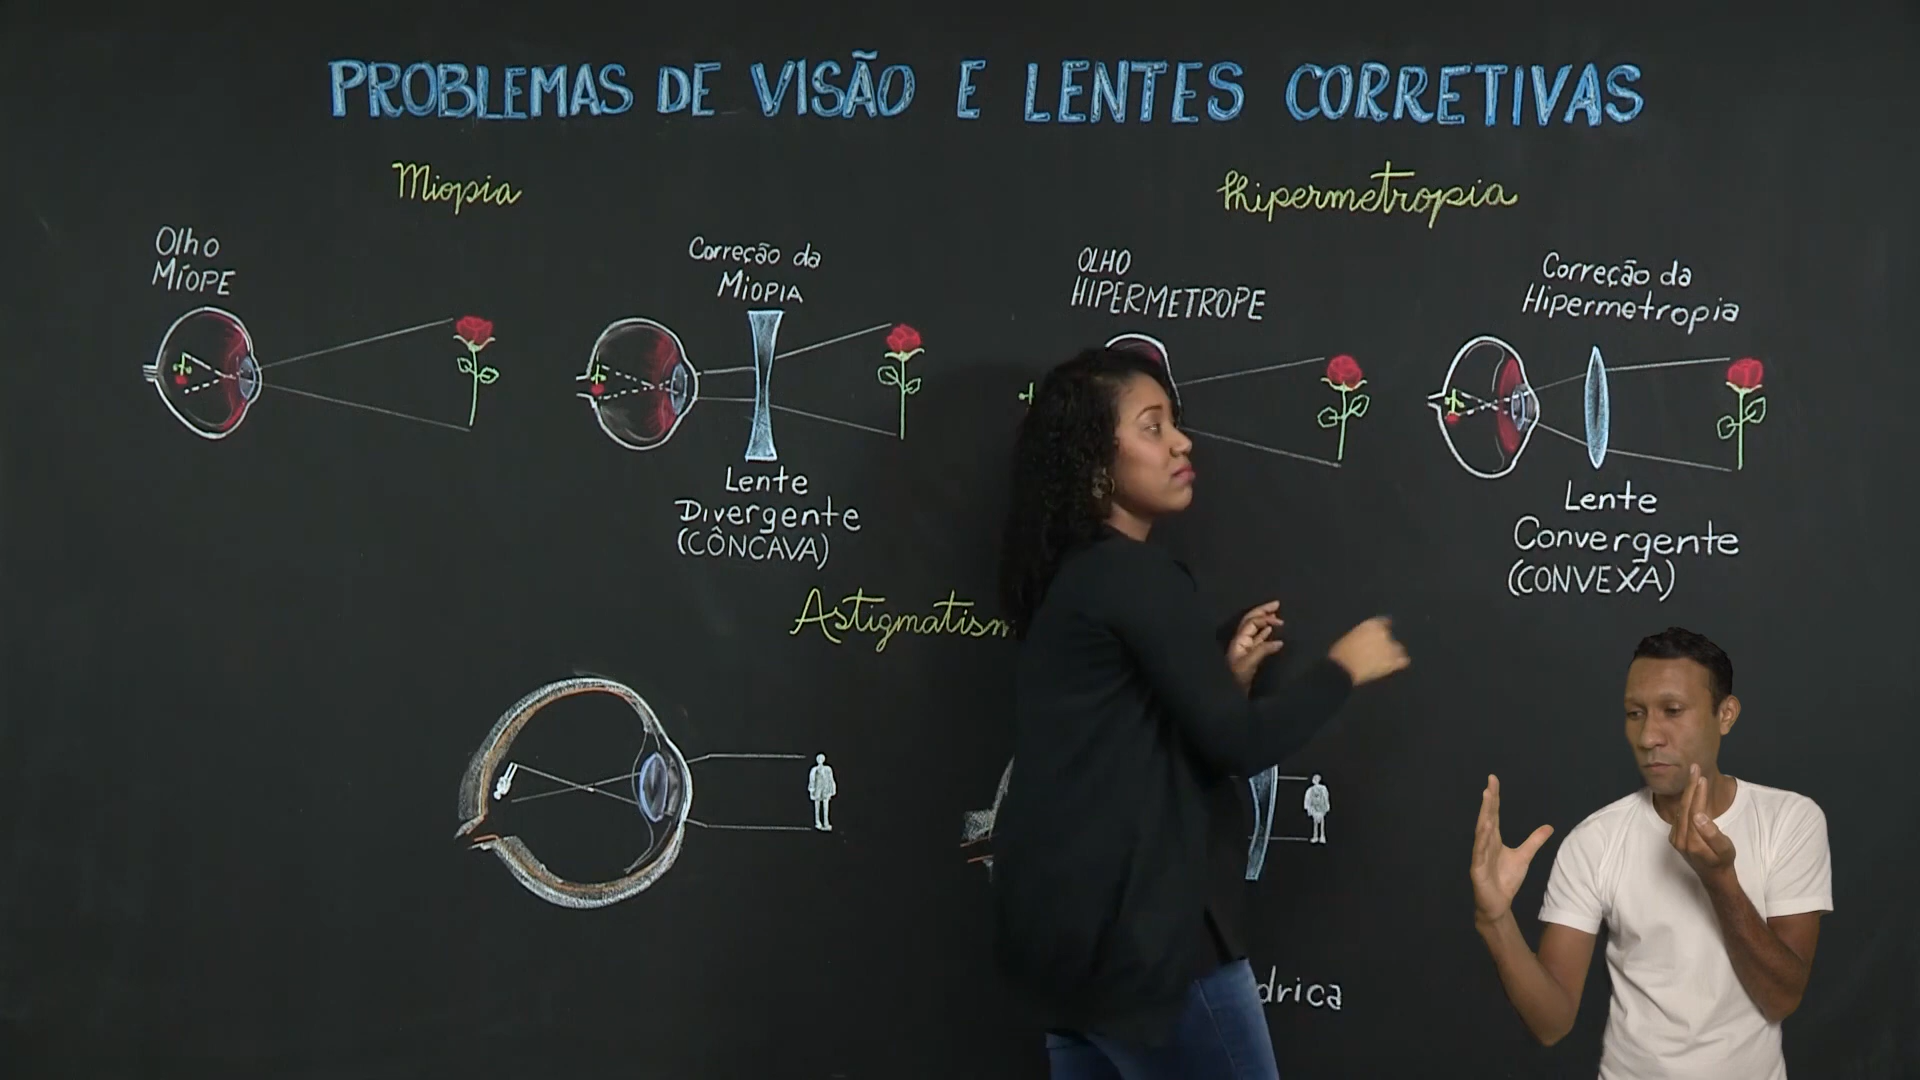 PROBLEMAS DE VISÃO E LENTES CORRETIVAS
Miopia
Hipermetropia
Olho
MÍOPE
Correção da
MIOPIA
Lente
Divergente
(CÔNCAVA)
OLHO
HIPERMETROPE
Correção da
Hipermetropia
Lente
Convergente
(CONVEXA)
Astigmatism
drica